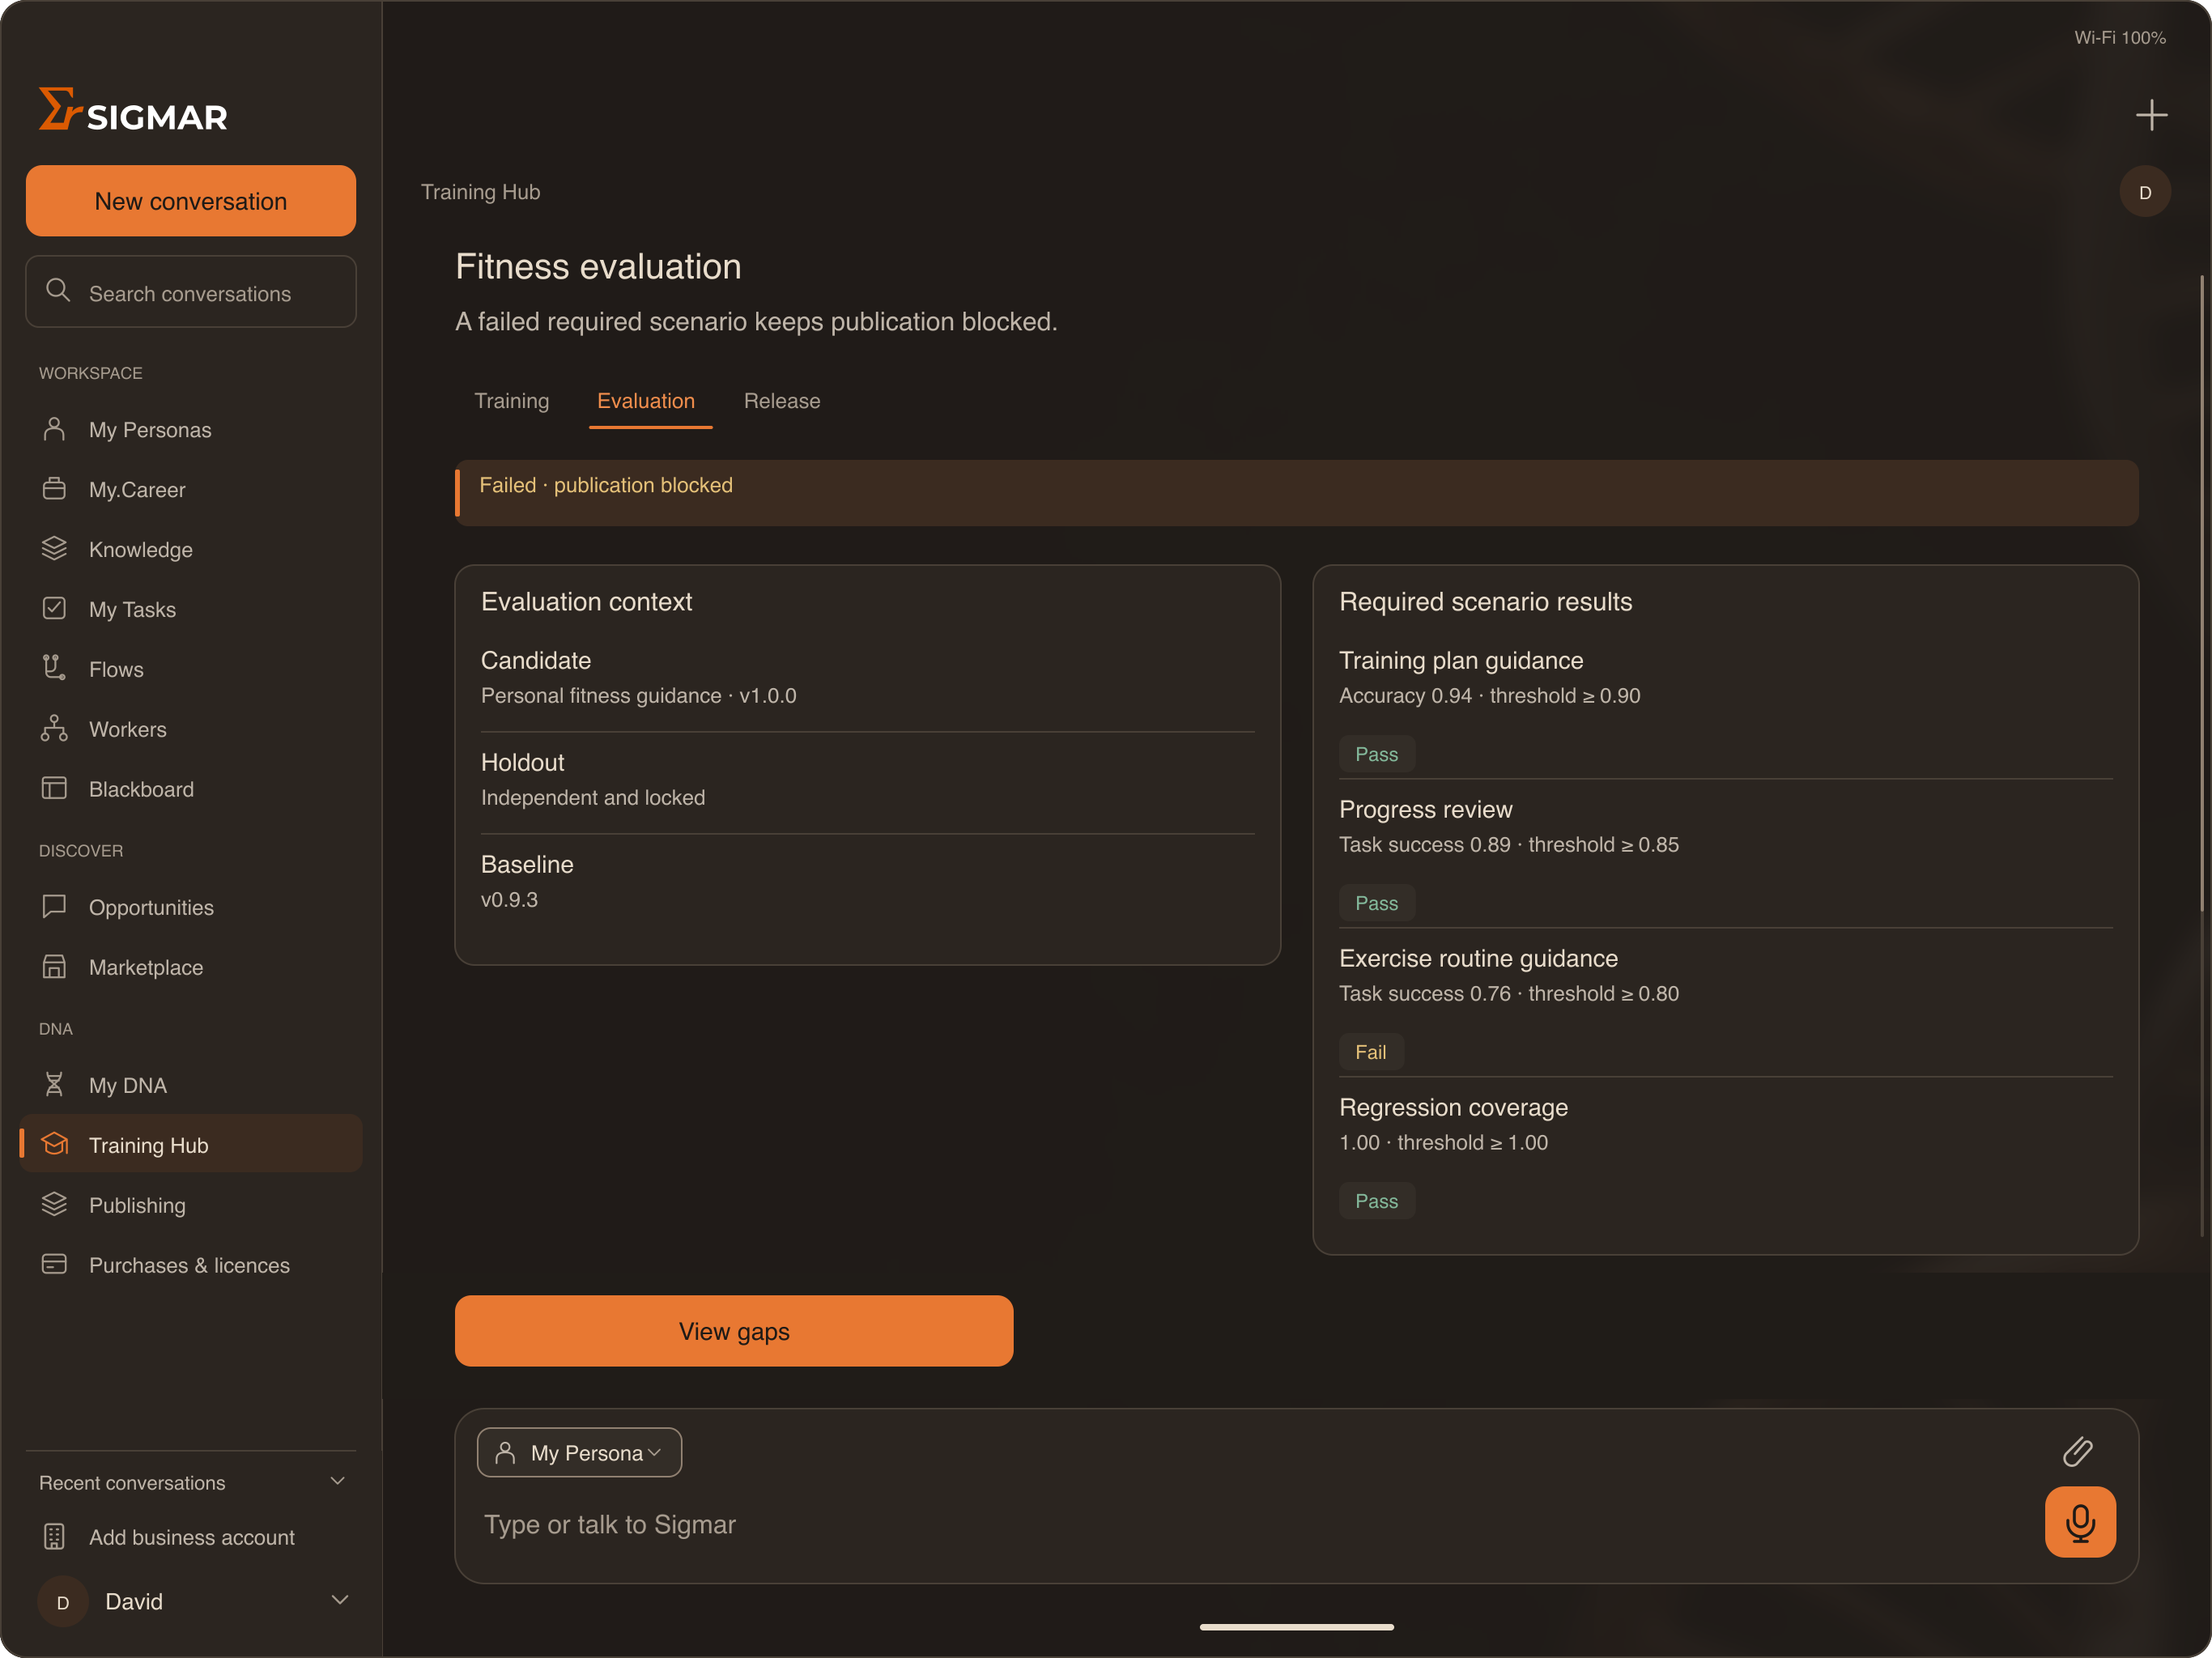 Wi-Fi 100%
Σr SIGMAR
New conversation
Search conversations
WORKSPACE
My Personas
My.Career
Knowledge
My Tasks
Flows
Workers
Blackboard
DISCOVER
Opportunities
Marketplace
DNA
My DNA
Training Hub
Publishing
Purchases & licences
Recent conversations
Add business account
D
David
Training Hub
D
Fitness evaluation
A failed required scenario keeps publication blocked.
Training
Evaluation
Release
Failed · publication blocked
Evaluation context
Candidate
Personal fitness guidance · v1.0.0
Holdout
Independent and locked
Baseline
v0.9.3
Required scenario results
Training plan guidance
Accuracy 0.94 · threshold ≥ 0.90
Pass
Progress review
Task success 0.89 · threshold ≥ 0.85
Pass
Exercise routine guidance
Task success 0.76 · threshold ≥ 0.80
Fail
Regression coverage
1.00 · threshold ≥ 1.00
Pass
View gaps
My Persona
Type or talk to Sigmar